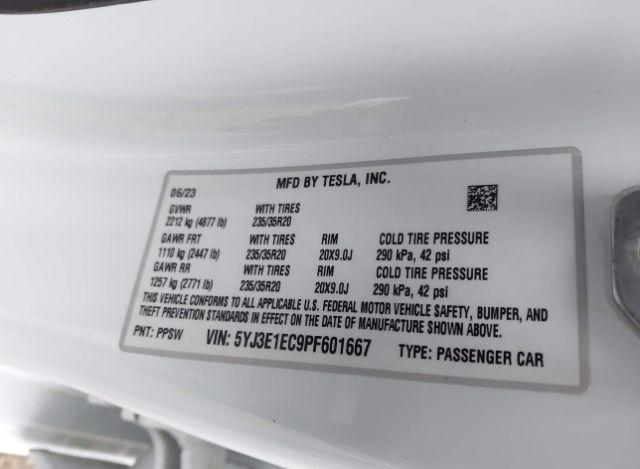 MFD BY TESLA, INC.
06/23
GVWR WITH TIRES
2212 kg (4877 lb) 235/35R20
GAWR FRT WITH TIRES RIM COLD TIRE PRESSURE
1110 kg (2447 lb) 235/35R20 20X9.0J 290 kPa, 42 psi
GAWR RR WITH TIRES RIM COLD TIRE PRESSURE
1257 kg (2771 lb) 235/35R20 20X9.0J 290 kPa, 42 psi
THIS VEHICLE CONFORMS TO ALL APPLICABLE U.S. FEDERAL MOTOR VEHICLE SAFETY, BUMPER, AND
THEFT PREVENTION STANDARDS IN EFFECT ON THE DATE OF MANUFACTURE SHOWN ABOVE.
PNT: PPSW VIN: 5YJ3E1EC9PF601667 TYPE: PASSENGER CAR